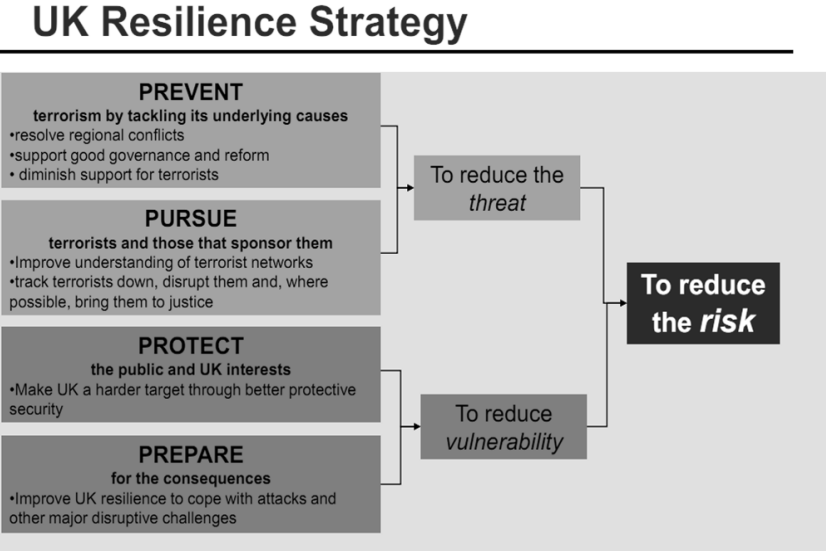 UK Resilience Strategy
PREVENT
terrorism by tackling its underlying causes
•resolve regional conflicts
•support good governance and reform
• diminish support for terrorists
PURSUE
terrorists and those that sponsor them
•Improve understanding of terrorist networks
•track terrorists down, disrupt them and, where
possible, bring them to justice
PROTECT
the public and UK interests
•Make UK a harder target through better protective
security
PREPARE
for the consequences
•Improve UK resilience to cope with attacks and
other major disruptive challenges
To reduce the
threat
To reduce
vulnerability
To reduce
the risk